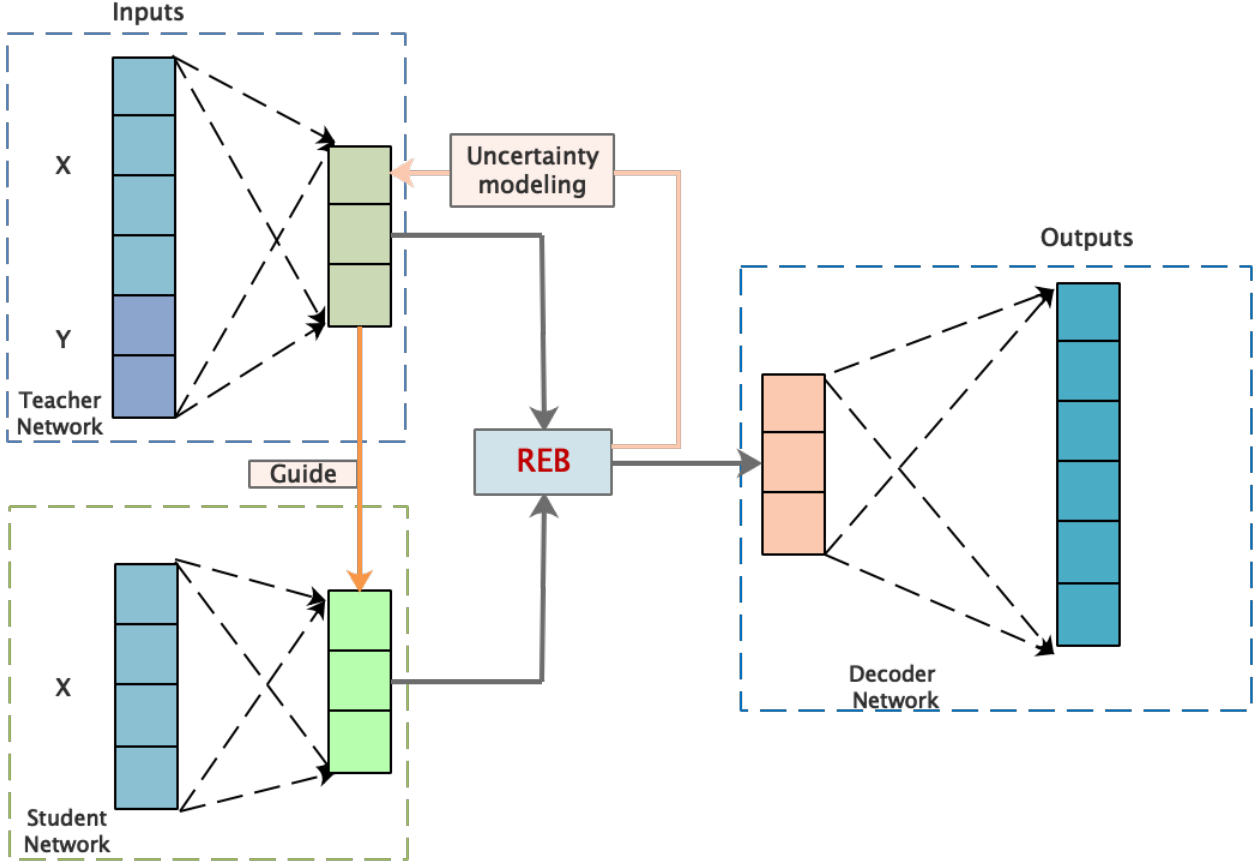 Inputs
X
Uncertainty
modeling
Outputs
Y
Teacher
Network
REB
Guide
X
Decoder
Network
Student
Network